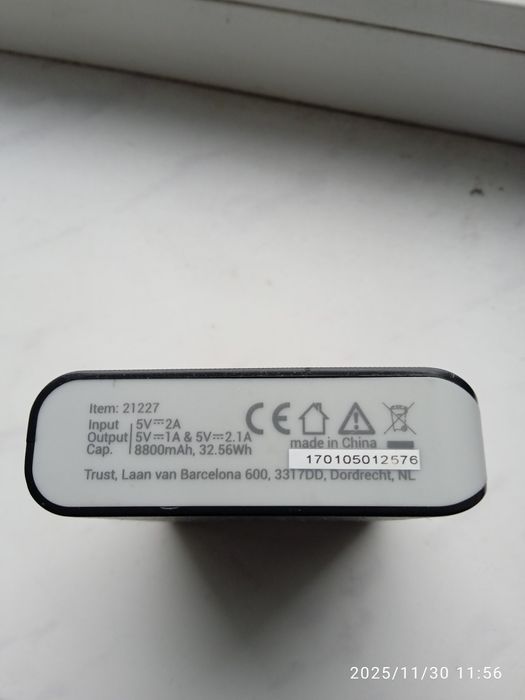 Item: 21227
Input 5V⎓2A
Output 5V⎓1A & 5V⎓2.1A
Cap. 8800mAh, 32.56Wh
CE
made in China
170105012576
Trust, Laan van Barcelona 600, 3317DD, Dordrecht, NL
2025/11/30 11:56